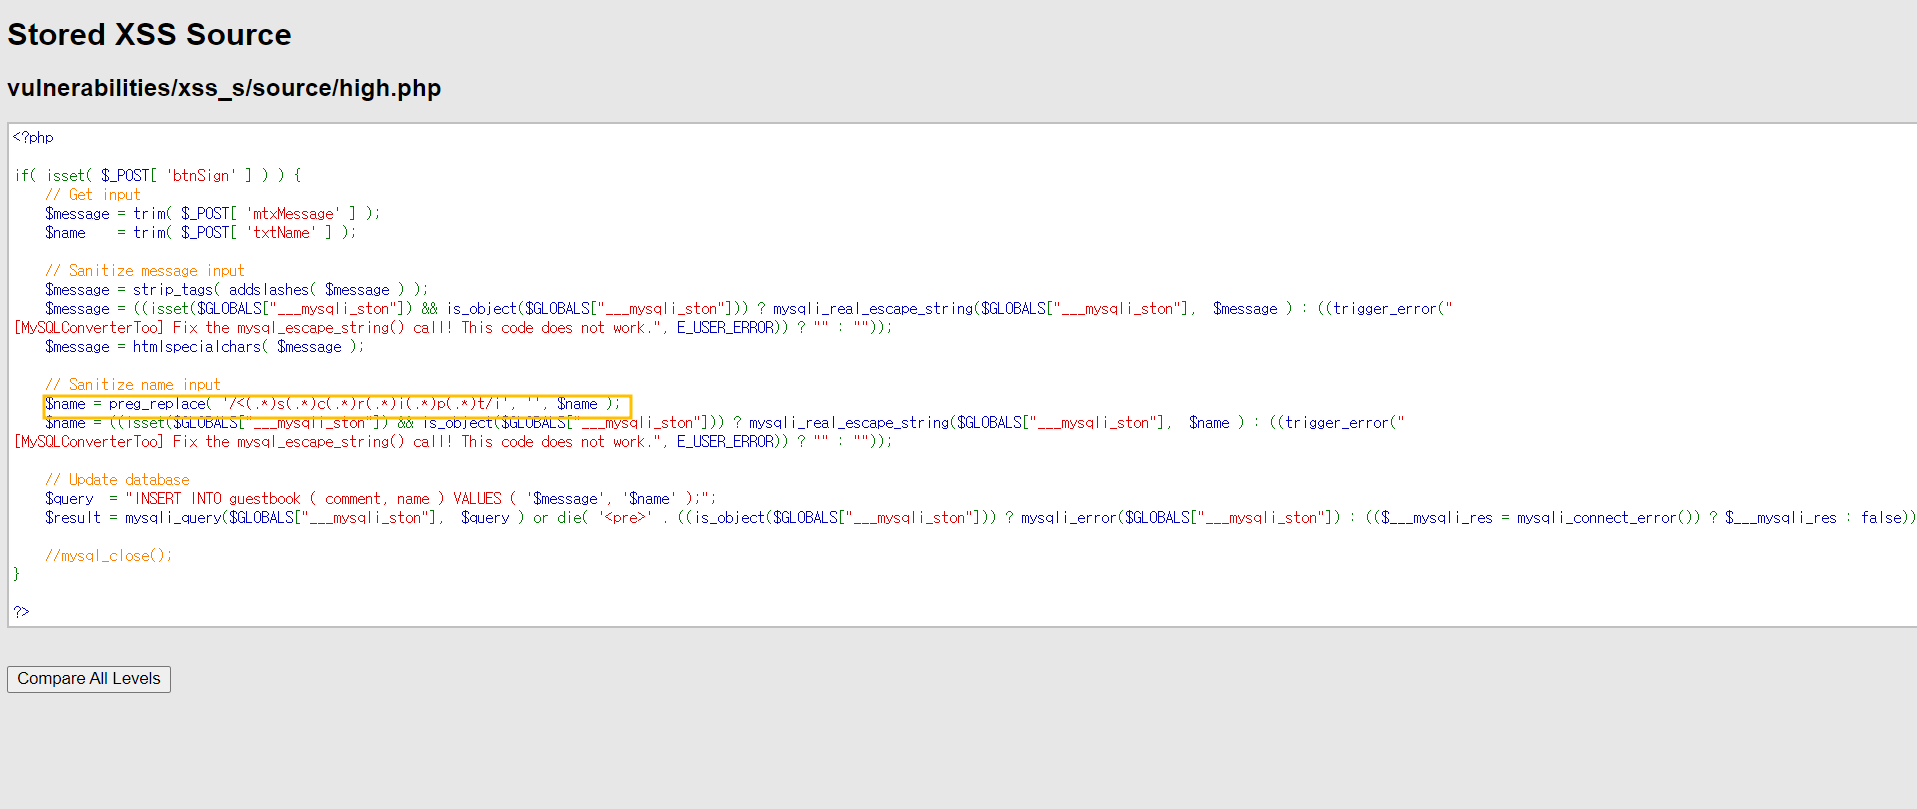 Stored XSS Source
vulnerabilities/xss_s/source/high.php
<?php
if( isset( $_POST[ 'btnSign' ] ) ) {
    // Get input
    $message = trim( $_POST[ 'mtxMessage' ] );
    $name    = trim( $_POST[ 'txtName' ] );
    // Sanitize message input
    $message = strip_tags( addslashes( $message ) );
    $message = ((isset($GLOBALS["___mysqli_ston"]) && is_object($GLOBALS["___mysqli_ston"])) ? mysqli_real_escape_string($GLOBALS["___mysqli_ston"],  $message ) : ((trigger_error("
[MySQLConverterToo] Fix the mysql_escape_string() call! This code does not work.", E_USER_ERROR)) ? "" : ""));
    $message = htmlspecialchars( $message );
    // Sanitize name input
    $name = preg_replace( '/<(.*)s(.*)c(.*)r(.*)i(.*)p(.*)t/i', '', $name );
    $name = ((isset($GLOBALS["___mysqli_ston"]) && is_object($GLOBALS["___mysqli_ston"])) ? mysqli_real_escape_string($GLOBALS["___mysqli_ston"],  $name ) : ((trigger_error("
[MySQLConverterToo] Fix the mysql_escape_string() call! This code does not work.", E_USER_ERROR)) ? "" : ""));
    // Update database
    $query  = "INSERT INTO guestbook ( comment, name ) VALUES ( '$message', '$name' );";
    $result = mysqli_query($GLOBALS["___mysqli_ston"],  $query ) or die( '<pre>' . ((is_object($GLOBALS["___mysqli_ston"])) ? mysqli_error($GLOBALS["___mysqli_ston"]) : (($___mysqli_res = mysqli_connect_error()) ? $___mysqli_res : false))
    //mysql_close();
}
?>
Compare All Levels